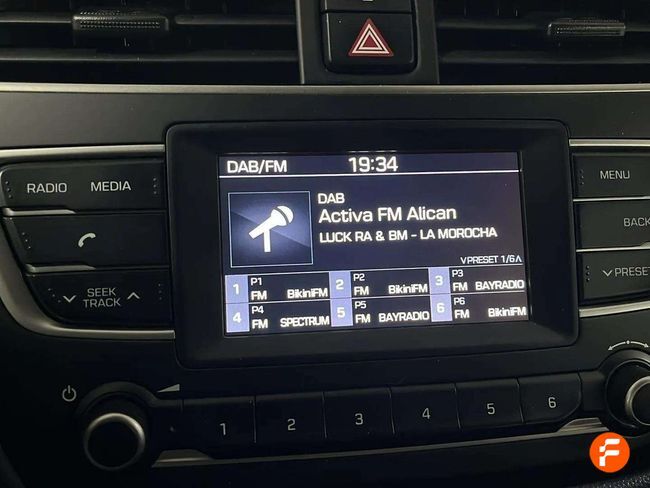 DAB/FM 19:34
RADIO MEDIA
MENU
DAB
Activa FM Alican
LUCK RA & BM - LA MOROCHA
BACK
PRESET 1/6
PRESET
1 P1 FM BikiniFM 2 P2 FM BikiniFM 3 P3 FM BAYRADIO
SEEK
TRACK
4 P4 FM SPECTRUM 5 P5 FM BAYRADIO 6 P6 FM BikiniFM
1 2 3 4 5 6
F